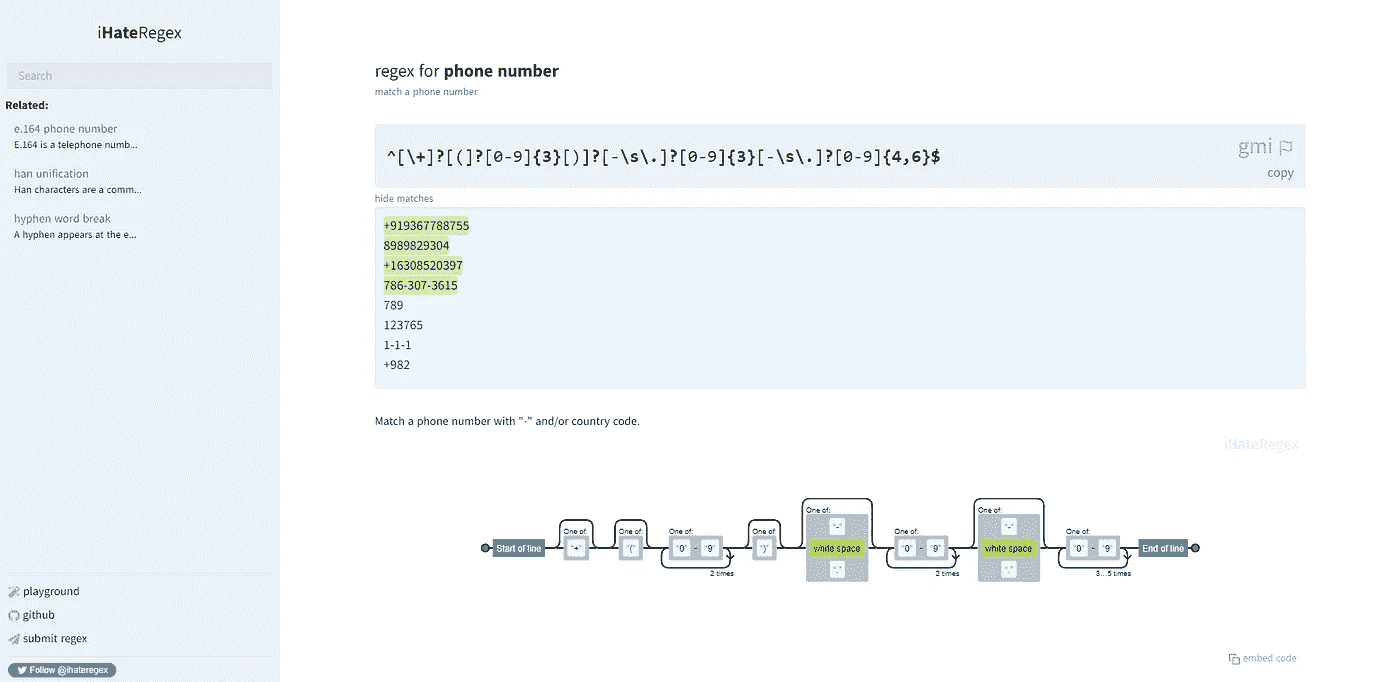 iHateRegex
Search
Related:
e.164 phone number
E.164 is a telephone numb...
han unification
Han characters are a comm...
hyphen word break
A hyphen appears at the e...
playground
github
submit regex
Follow @ihateregex
regex for phone number
match a phone number
^[\+]?[(]?[0-9]{3}[)]?[-\s\.]?[0-9]{3}[-\s\.]?[0-9]{4,6}$
gmi
copy
hide matches
+919367788755
8989829304
+16308520397
786-307-3615
789
123765
1-1-1
+982
Match a phone number with "-" and/or country code.
iHateRegex
Start of line
One of:
"+"
One of:
"("
One of:
"0" - "9"
2 times
One of:
")"
One of:
"-"
white space
"."
One of:
"0" - "9"
2 times
One of:
"-"
white space
"."
One of:
"0" - "9"
3...5 times
End of line
embed code